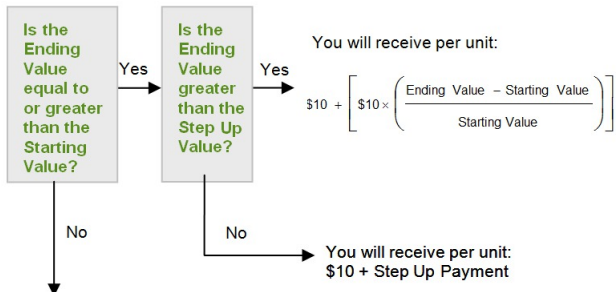 Is the
Ending
Value
equal to
or greater
than the
Starting
Value?
Yes
Is the
Ending
Value
greater
than the
Step Up
Value?
Yes
You will receive per unit:
$10 + [ $10 × ( Ending Value – Starting Value
Starting Value ) ]
No
No
You will receive per unit:
$10 + Step Up Payment